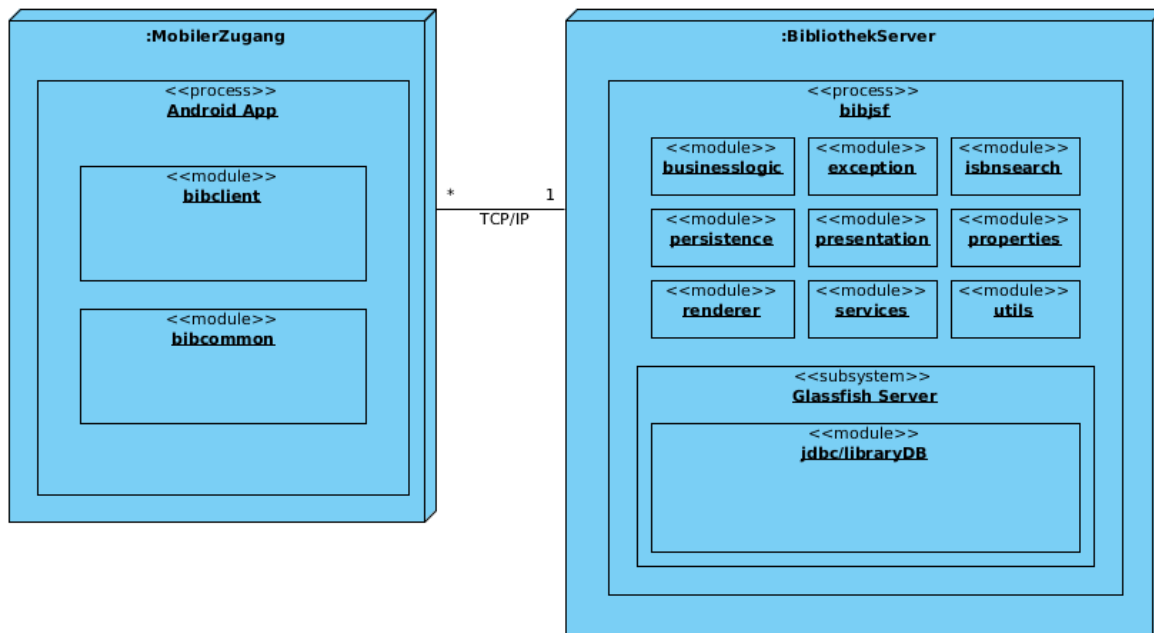 :MobilerZugang
<<process>>
Android App
<<module>>
bibclient
<<module>>
bibcommon
*
1
TCP/IP
:BibliothekServer
<<process>>
bibjsf
<<module>>
businesslogic
<<module>>
exception
<<module>>
isbnsearch
<<module>>
persistence
<<module>>
presentation
<<module>>
properties
<<module>>
renderer
<<module>>
services
<<module>>
utils
<<subsystem>>
Glassfish Server
<<module>>
jdbc/libraryDB